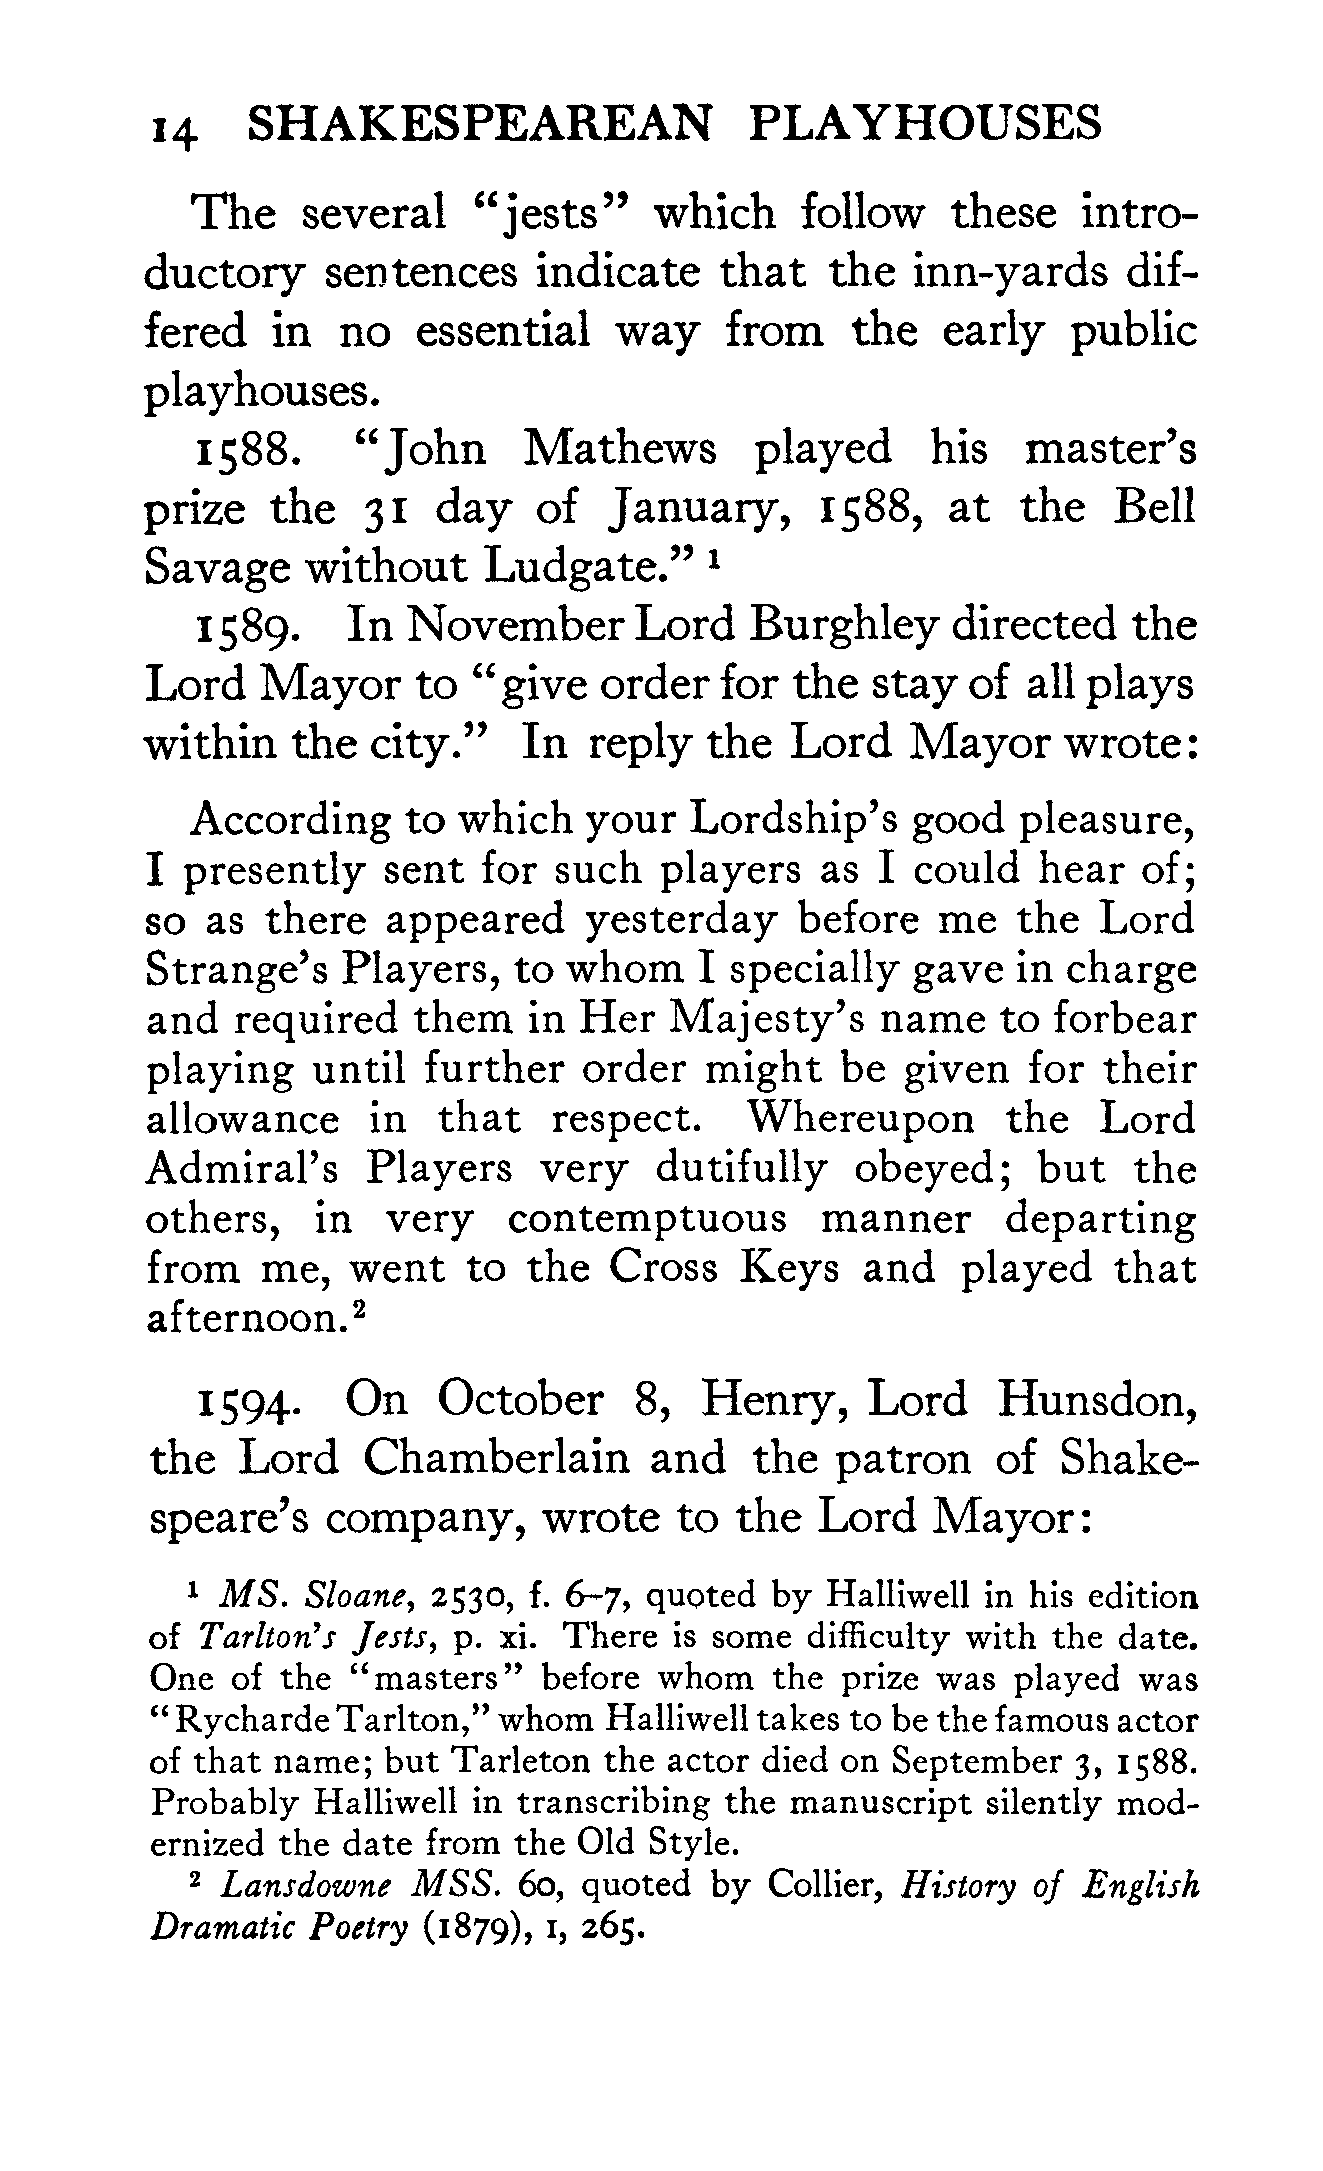 14 SHAKESPEAREAN PLAYHOUSES
The several “jests” which follow these intro-
ductory sentences indicate that the inn-yards dif-
fered in no essential way from the early public
playhouses.
1588. “John Mathews played his master’s
prize the 31 day of January, 1588, at the Bell
Savage without Ludgate.” ¹
1589. In November Lord Burghley directed the
Lord Mayor to “give order for the stay of all plays
within the city.” In reply the Lord Mayor wrote:
According to which your Lordship’s good pleasure,
I presently sent for such players as I could hear of;
so as there appeared yesterday before me the Lord
Strange’s Players, to whom I specially gave in charge
and required them in Her Majesty’s name to forbear
playing until further order might be given for their
allowance in that respect. Whereupon the Lord
Admiral’s Players very dutifully obeyed; but the
others, in very contemptuous manner departing
from me, went to the Cross Keys and played that
afternoon.²
1594. On October 8, Henry, Lord Hunsdon,
the Lord Chamberlain and the patron of Shake-
speare’s company, wrote to the Lord Mayor:
¹ MS. Sloane, 2530, f. 6–7, quoted by Halliwell in his edition
of Tarlton’s Jests, p. xi. There is some difficulty with the date.
One of the “masters” before whom the prize was played was
“Rycharde Tarlton,” whom Halliwell takes to be the famous actor
of that name; but Tarleton the actor died on September 3, 1588.
Probably Halliwell in transcribing the manuscript silently mod-
ernized the date from the Old Style.
² Lansdowne MSS. 60, quoted by Collier, History of English
Dramatic Poetry (1879), I, 265.